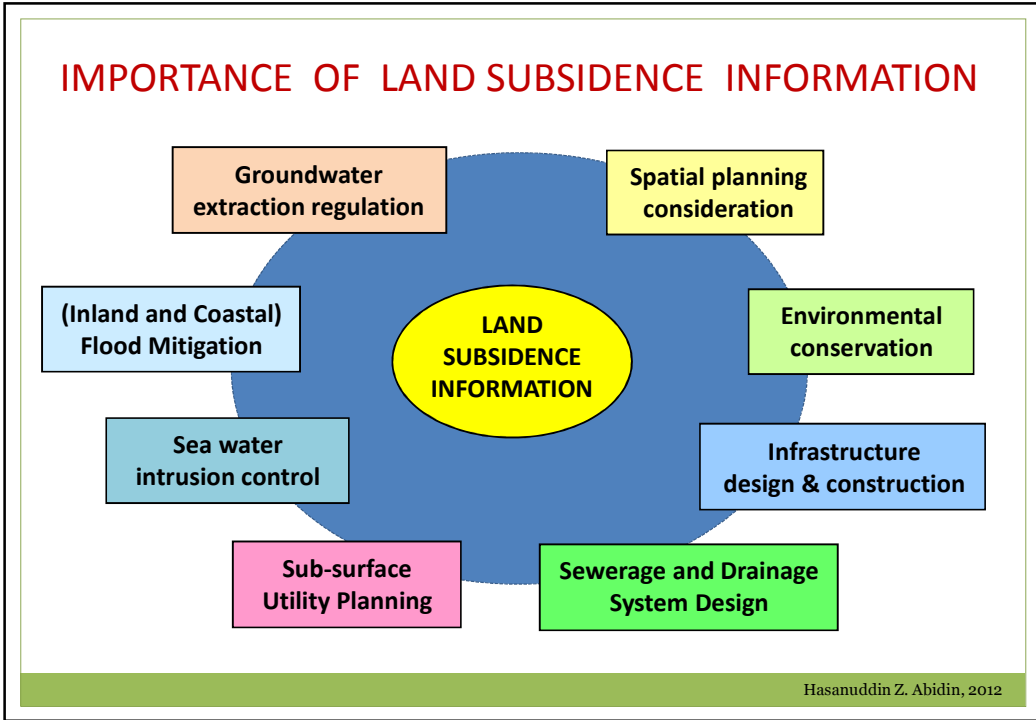 IMPORTANCE OF LAND SUBSIDENCE INFORMATION
Groundwater
extraction regulation
Spatial planning
consideration
(Inland and Coastal)
Flood Mitigation
LAND
SUBSIDENCE
INFORMATION
Environmental
conservation
Sea water
intrusion control
Infrastructure
design & construction
Sub-surface
Utility Planning
Sewerage and Drainage
System Design
Hasanuddin Z. Abidin, 2012